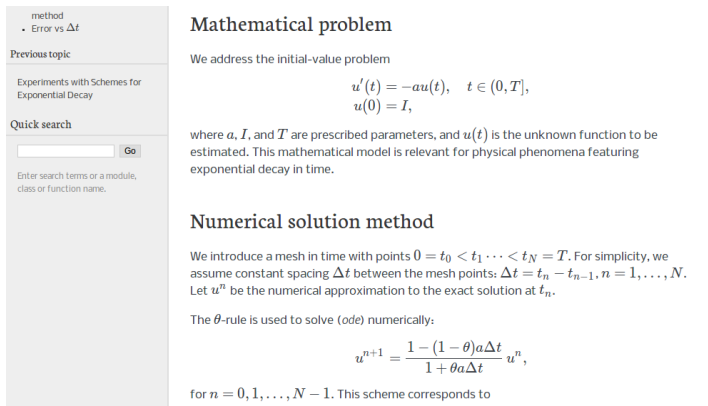 method
• Error vs Δt
Previous topic
Experiments with Schemes for
Exponential Decay
Quick search
Go
Enter search terms or a module,
class or function name.
Mathematical problem
We address the initial-value problem
u′(t) = −au(t), t ∈ (0, T],
u(0) = I,
where a, I, and T are prescribed parameters, and u(t) is the unknown function to be
estimated. This mathematical model is relevant for physical phenomena featuring
exponential decay in time.
Numerical solution method
We introduce a mesh in time with points 0 = t₀ < t₁ ⋯ < t_N = T. For simplicity, we
assume constant spacing Δt between the mesh points: Δt = tₙ − tₙ₋₁, n = 1, …, N.
Let uⁿ be the numerical approximation to the exact solution at tₙ.
The θ-rule is used to solve (ode) numerically:
uⁿ⁺¹ = (1 − (1 − θ)aΔt) / (1 + θaΔt) uⁿ,
for n = 0, 1, …, N − 1. This scheme corresponds to